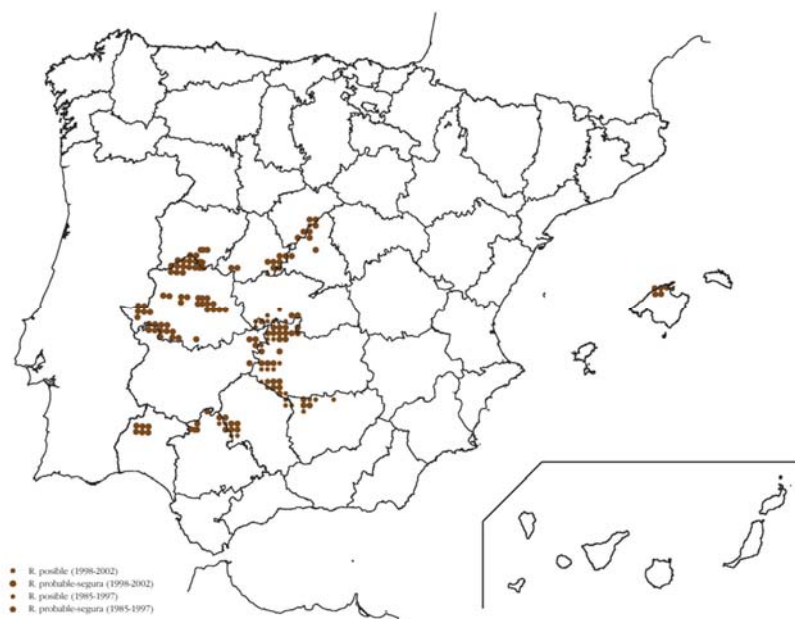 R. posible (1998-2002)
R. probable-segura (1998-2002)
R. posible (1985-1997)
R. probable-segura (1985-1997)